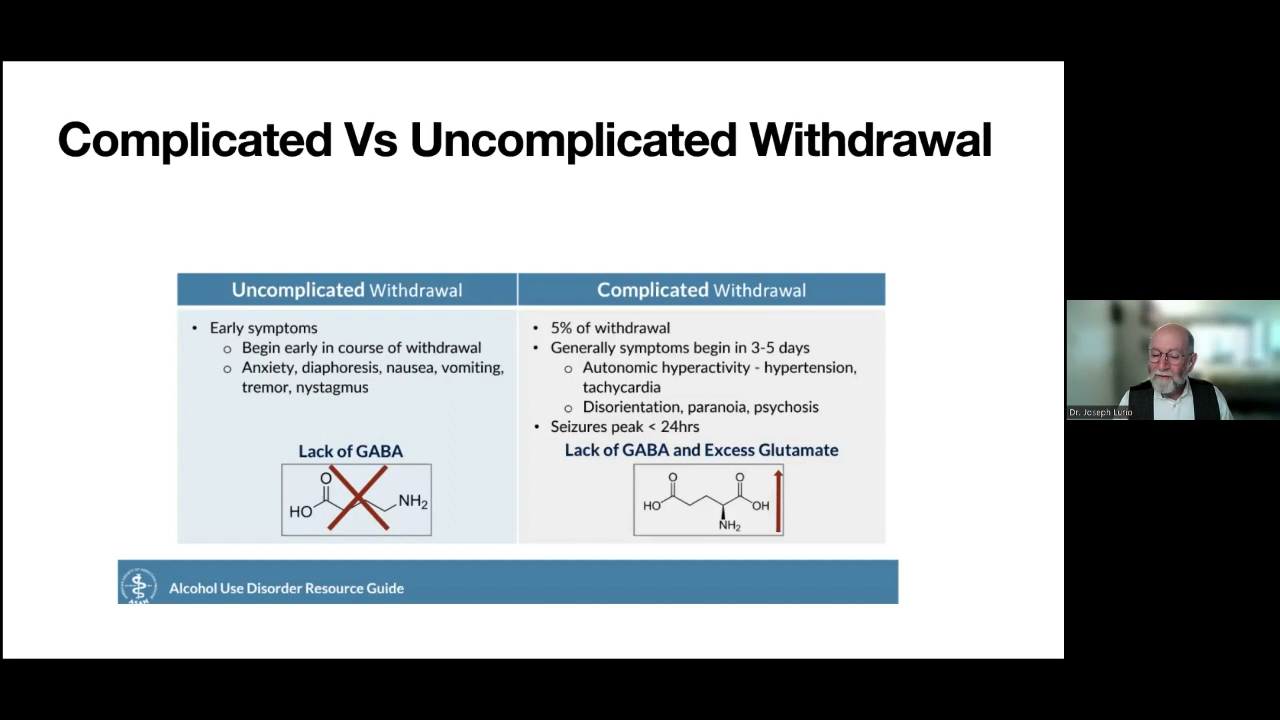 Complicated Vs Uncomplicated Withdrawal
Uncomplicated Withdrawal
• Early symptoms
o Begin early in course of withdrawal
o Anxiety, diaphoresis, nausea, vomiting,
tremor, nystagmus
Lack of GABA
O
HO
NH2
Complicated Withdrawal
• 5% of withdrawal
• Generally symptoms begin in 3-5 days
o Autonomic hyperactivity - hypertension,
tachycardia
o Disorientation, paranoia, psychosis
• Seizures peak < 24hrs
Lack of GABA and Excess Glutamate
O O
HO OH
NH2
Alcohol Use Disorder Resource Guide
ASAM
Dr. Joseph Lurio